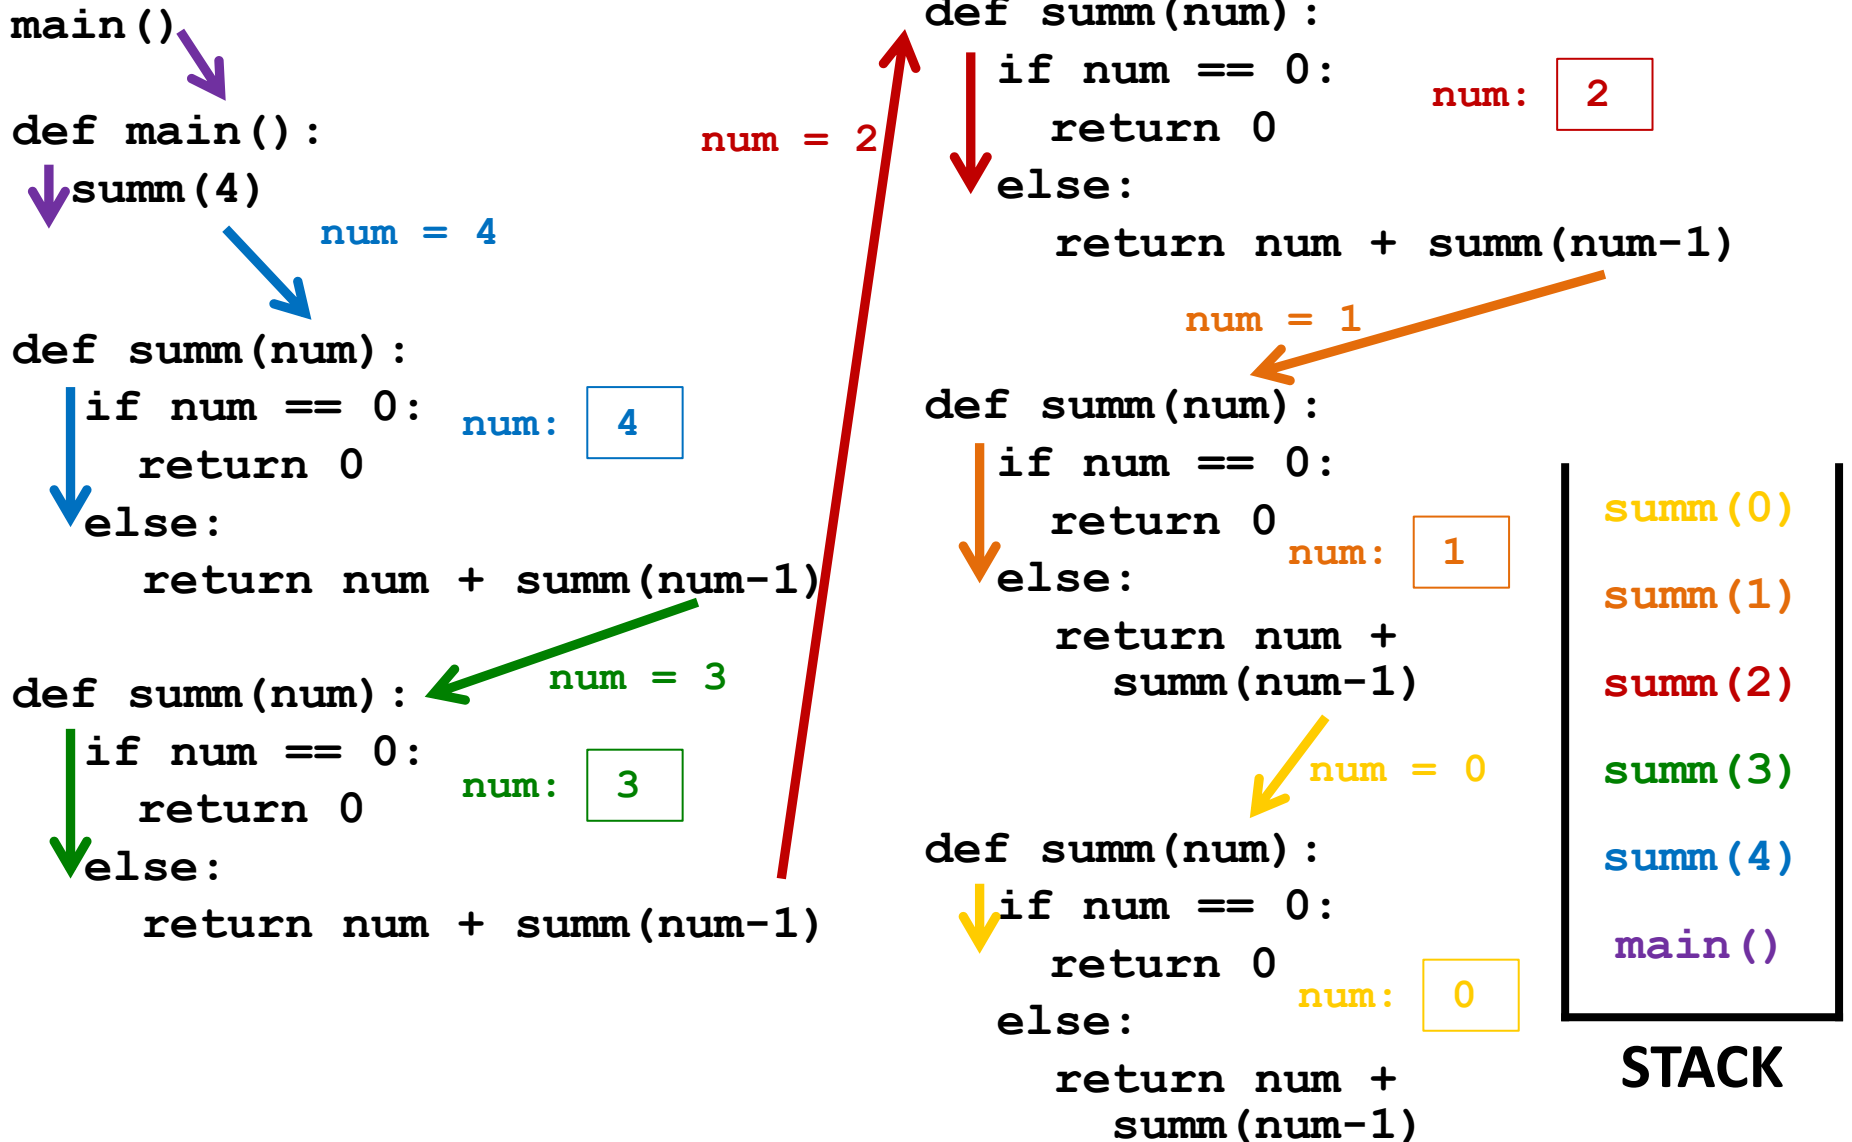 main()
def main():
summ(4)
num = 4
def summ(num):
if num == 0:
num: 4
return 0
else:
return num + summ(num-1)
num = 3
def summ(num):
if num == 0:
num: 3
return 0
else:
return num + summ(num-1)
num = 2
def summ(num):
if num == 0:
num: 2
return 0
else:
return num + summ(num-1)
num = 1
def summ(num):
if num == 0:
return 0
num: 1
else:
return num +
summ(num-1)
num = 0
def summ(num):
if num == 0:
return 0
num: 0
else:
return num +
summ(num-1)
summ(0)
summ(1)
summ(2)
summ(3)
summ(4)
main()
STACK